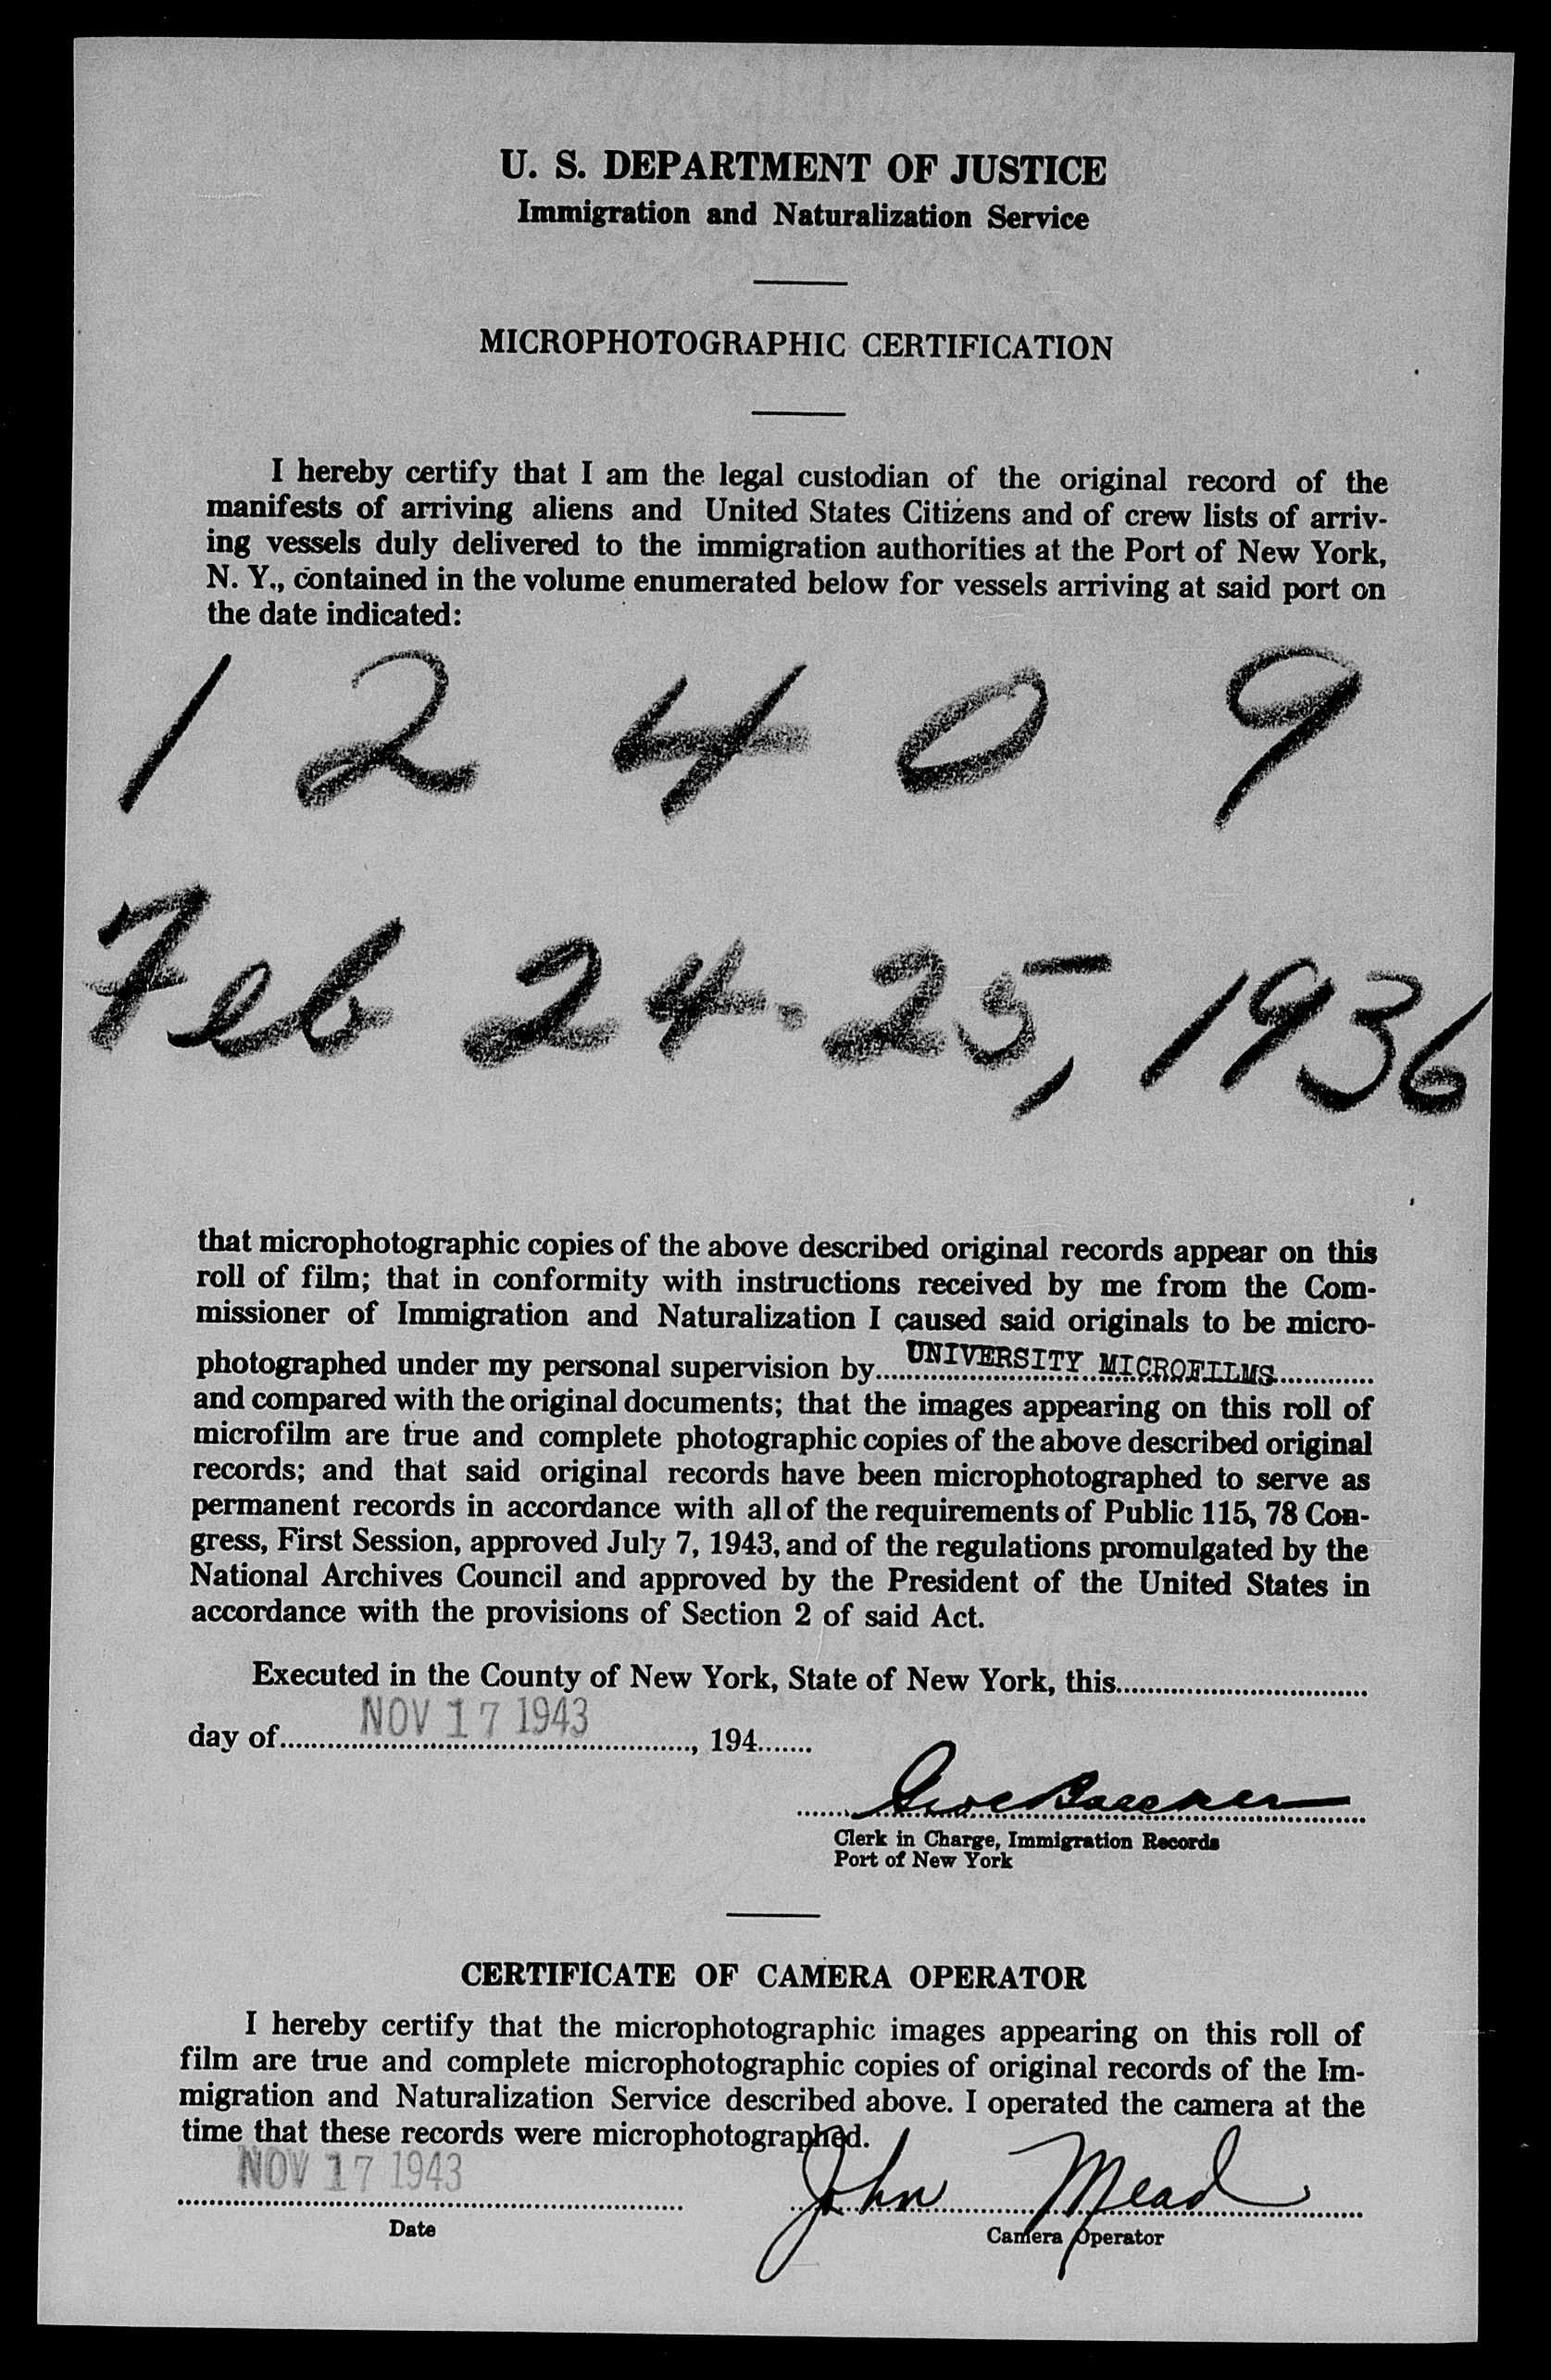 U. S. DEPARTMENT OF JUSTICE
Immigration and Naturalization Service
MICROPHOTOGRAPHIC CERTIFICATION
I hereby certify that I am the legal custodian of the original record of the
manifests of arriving aliens and United States Citizens and of crew lists of arriv-
ing vessels duly delivered to the immigration authorities at the Port of New York,
N. Y., contained in the volume enumerated below for vessels arriving at said port on
the date indicated:
1 2 4 0 9
Feb 24-25, 1936
that microphotographic copies of the above described original records appear on this
roll of film; that in conformity with instructions received by me from the Com-
missioner of Immigration and Naturalization I caused said originals to be micro-
photographed under my personal supervision by UNIVERSITY MICROFILMS
and compared with the original documents; that the images appearing on this roll of
microfilm are true and complete photographic copies of the above described original
records; and that said original records have been microphotographed to serve as
permanent records in accordance with all of the requirements of Public 115, 78 Con-
gress, First Session, approved July 7, 1943, and of the regulations promulgated by the
National Archives Council and approved by the President of the United States in
accordance with the provisions of Section 2 of said Act.
Executed in the County of New York, State of New York, this
day of NOV 17 1943, 194
Clerk in Charge, Immigration Records
Port of New York
CERTIFICATE OF CAMERA OPERATOR
I hereby certify that the microphotographic images appearing on this roll of
film are true and complete microphotographic copies of original records of the Im-
migration and Naturalization Service described above. I operated the camera at the
time that these records were microphotographed.
NOV 17 1943 John Mead
Date Camera Operator